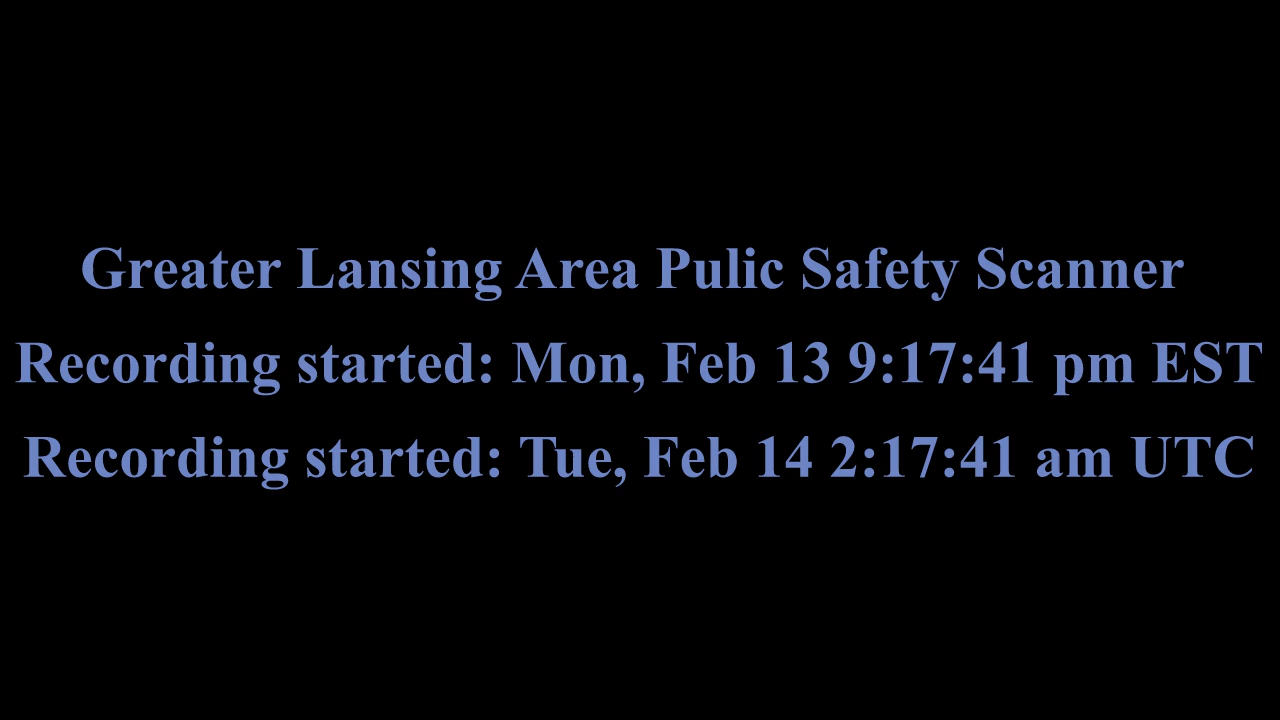 Greater Lansing Area Pulic Safety Scanner
Recording started: Mon, Feb 13 9:17:41 pm EST
Recording started: Tue, Feb 14 2:17:41 am UTC